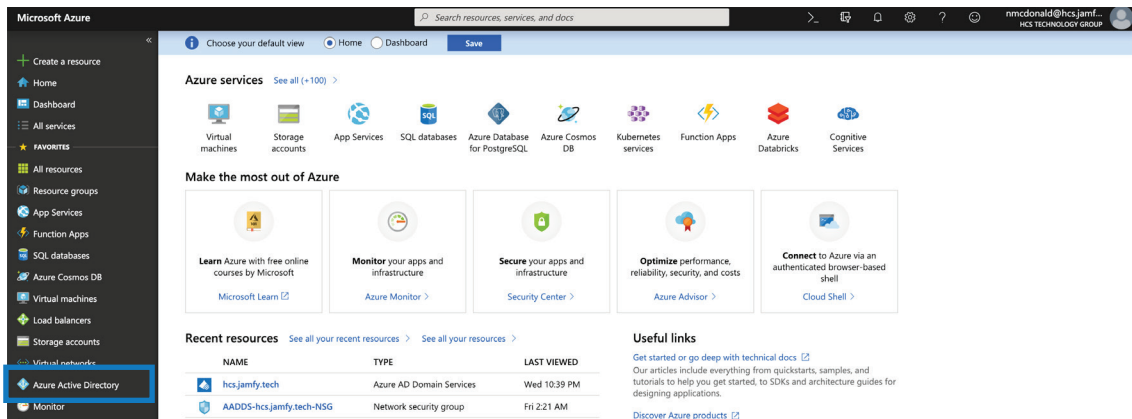 Microsoft Azure
Search resources, services, and docs
nmcdonald@hcs.jamf...
HCS TECHNOLOGY GROUP
Choose your default view
Home
Dashboard
Save
Create a resource
Home
Dashboard
All services
FAVORITES
All resources
Resource groups
App Services
Function Apps
SQL databases
Azure Cosmos DB
Virtual machines
Load balancers
Storage accounts
Virtual networks
Azure Active Directory
Monitor
Azure services See all (+100) >
Virtual machines
Storage accounts
App Services
SQL
SQL databases
Azure Database for PostgreSQL
Azure Cosmos DB
Kubernetes services
Function Apps
Azure Databricks
Cognitive Services
Make the most out of Azure
Learn Azure with free online
courses by Microsoft
Microsoft Learn
Monitor your apps and
infrastructure
Azure Monitor >
Secure your apps and
infrastructure
Security Center >
Optimize performance,
reliability, security, and costs
Azure Advisor >
Connect to Azure via an
authenticated browser-based
shell
Cloud Shell >
Recent resources See all your recent resources > See all your resources >
NAME TYPE LAST VIEWED
hcs.jamfy.tech Azure AD Domain Services Wed 10:39 PM
AADDS-hcs.jamfy.tech-NSG Network security group Fri 2:21 AM
Useful links
Get started or go deep with technical docs
Our articles include everything from quickstarts, samples, and
tutorials to help you get started, to SDKs and architecture guides for
designing applications.
Discover Azure products